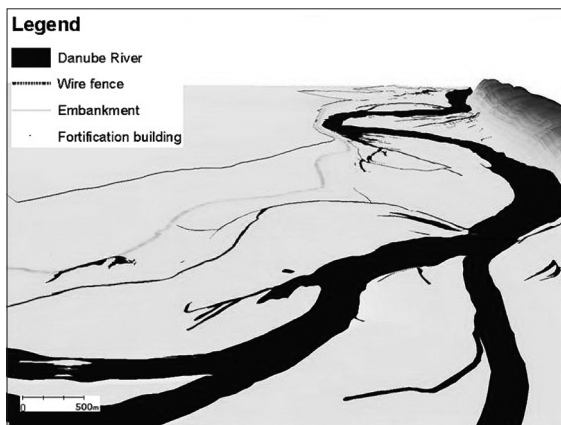 Legend
Danube River
Wire fence
Embankment
Fortification building
0 500m